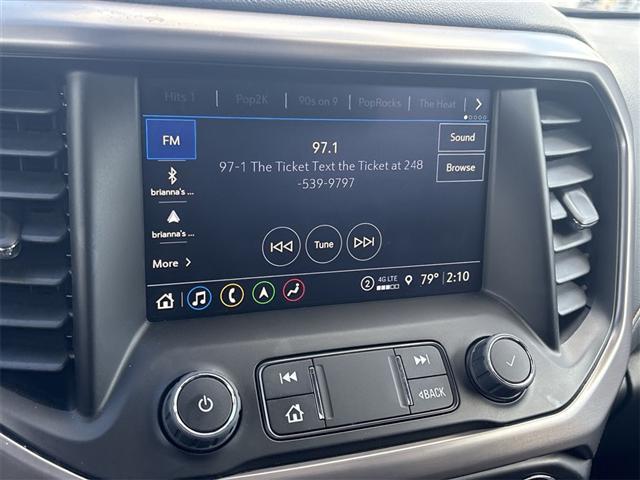 Hits 1
Pop2K
90s on 9
PopRocks
The Heat
FM
97.1
Sound
97-1 The Ticket Text the Ticket at 248
-539-9797
Browse
brianna's ...
brianna's ...
Tune
More
2 4G LTE 79° 2:10
BACK